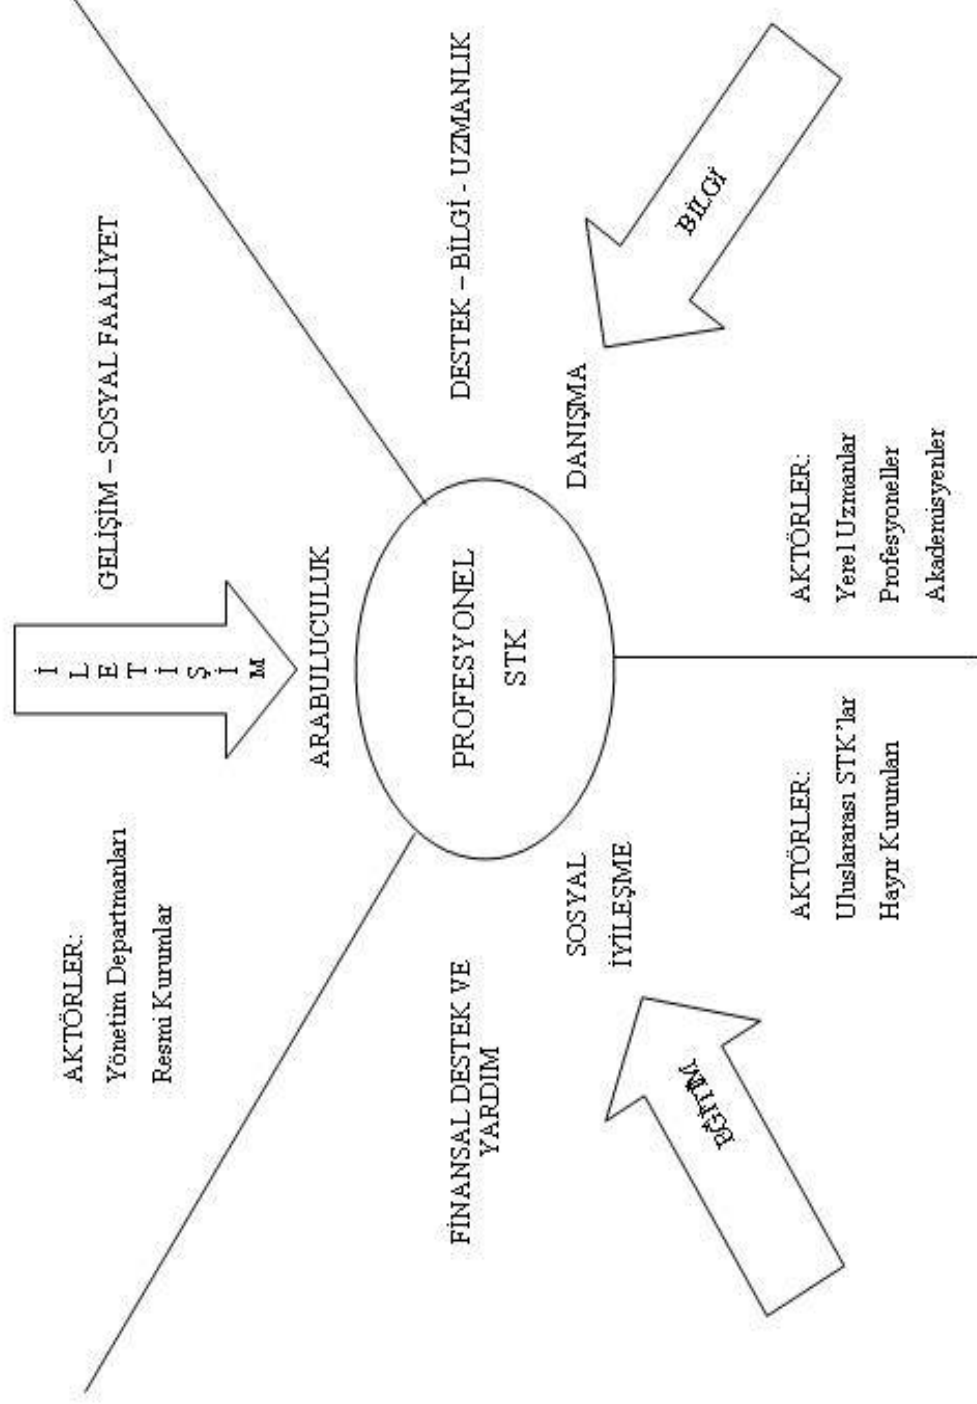 AKTÖRLER:
Yönetim Departmanları
Resmi Kurumlar
İLETİŞİM
GELİŞİM – SOSYAL FAALİYET
ARABULUCULUK
PROFESYONEL
STK
FİNANSAL DESTEK VE
YARDIM
SOSYAL
İYİLEŞME
EĞİTİM
AKTÖRLER:
Uluslararası STK'lar
Hayır Kurumları
DESTEK – BİLGİ - UZMANLIK
DANIŞMA
BİLGİ
AKTÖRLER:
Yerel Uzmanlar
Profesyoneller
Akademisyenler